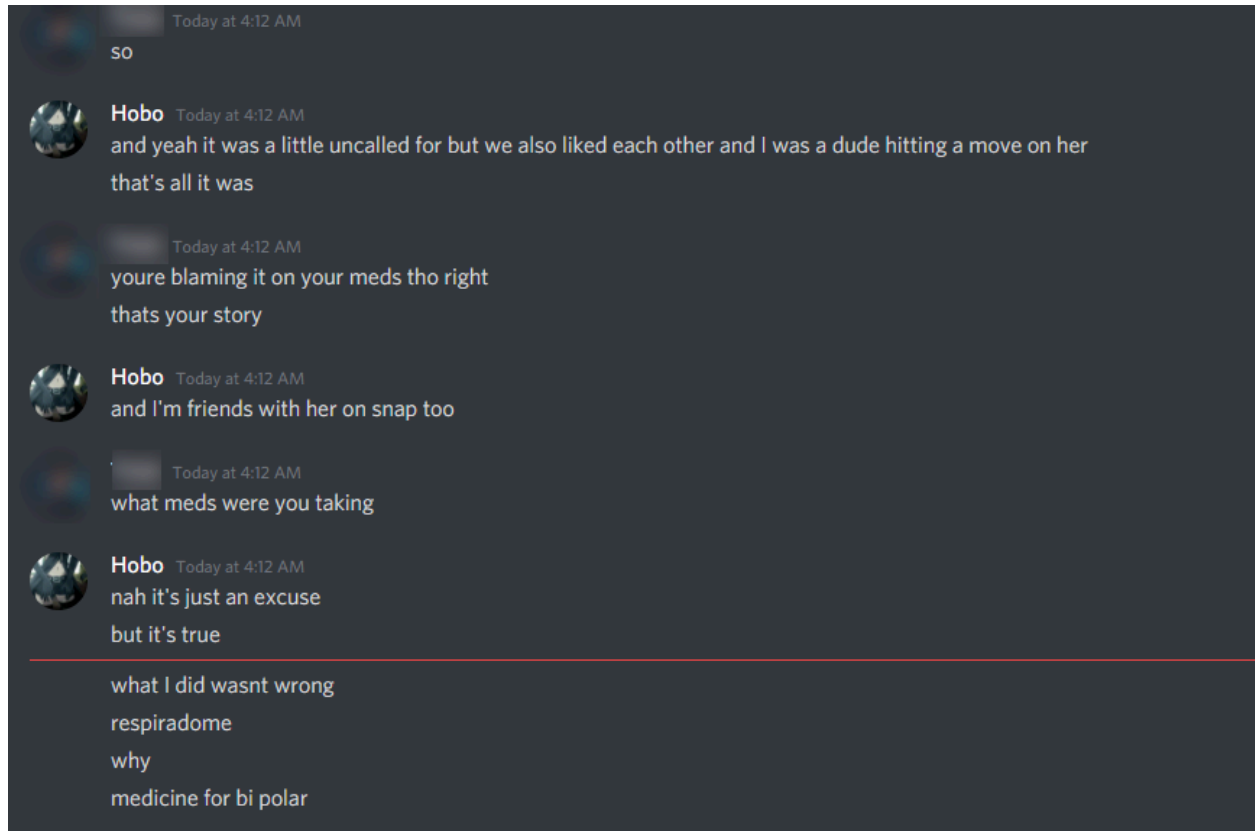 Today at 4:12 AM
so
Hobo Today at 4:12 AM
and yeah it was a little uncalled for but we also liked each other and I was a dude hitting a move on her
that's all it was
Today at 4:12 AM
youre blaming it on your meds tho right
thats your story
Hobo Today at 4:12 AM
and I'm friends with her on snap too
Today at 4:12 AM
what meds were you taking
Hobo Today at 4:12 AM
nah it's just an excuse
but it's true
what I did wasnt wrong
respiradome
why
medicine for bi polar